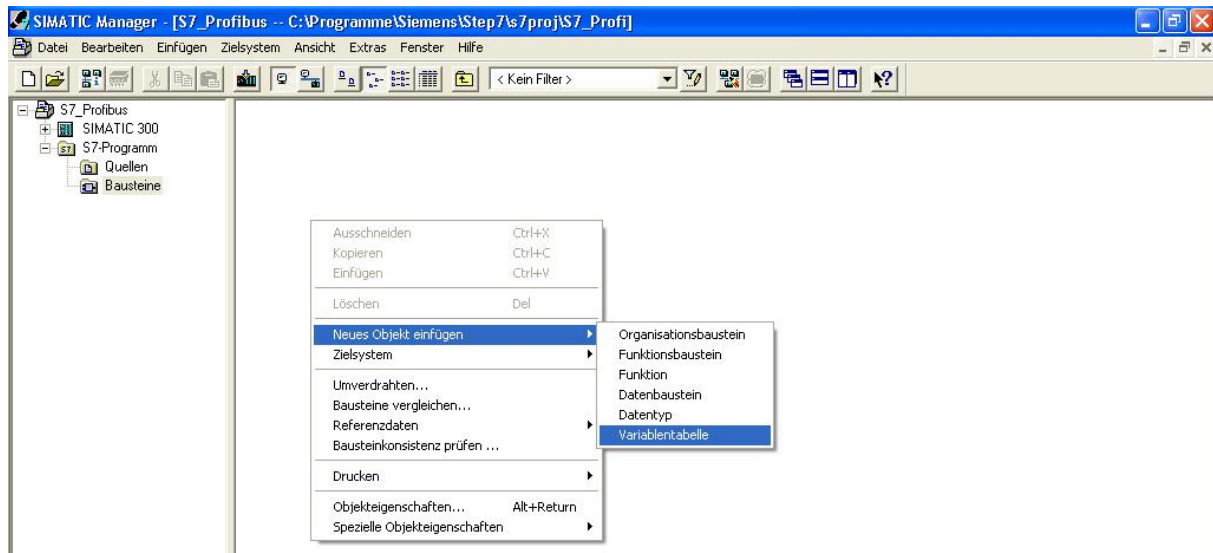 SIMATIC Manager - [S7_Profibus -- C:\Programme\Siemens\Step7\s7proj\S7_Profi]
Datei Bearbeiten Einfügen Zielsystem Ansicht Extras Fenster Hilfe
< Kein Filter >
S7_Profibus
SIMATIC 300
S7-Programm
Quellen
Bausteine
Ausschneiden Ctrl+X
Kopieren Ctrl+C
Einfügen Ctrl+V
Löschen Del
Neues Objekt einfügen
Zielsystem
Umverdrahten...
Bausteine vergleichen...
Referenzdaten
Bausteinkonsistenz prüfen ...
Drucken
Objekteigenschaften... Alt+Return
Spezielle Objekteigenschaften
Organisationsbaustein
Funktionsbaustein
Funktion
Datenbaustein
Datentyp
Variablentabelle